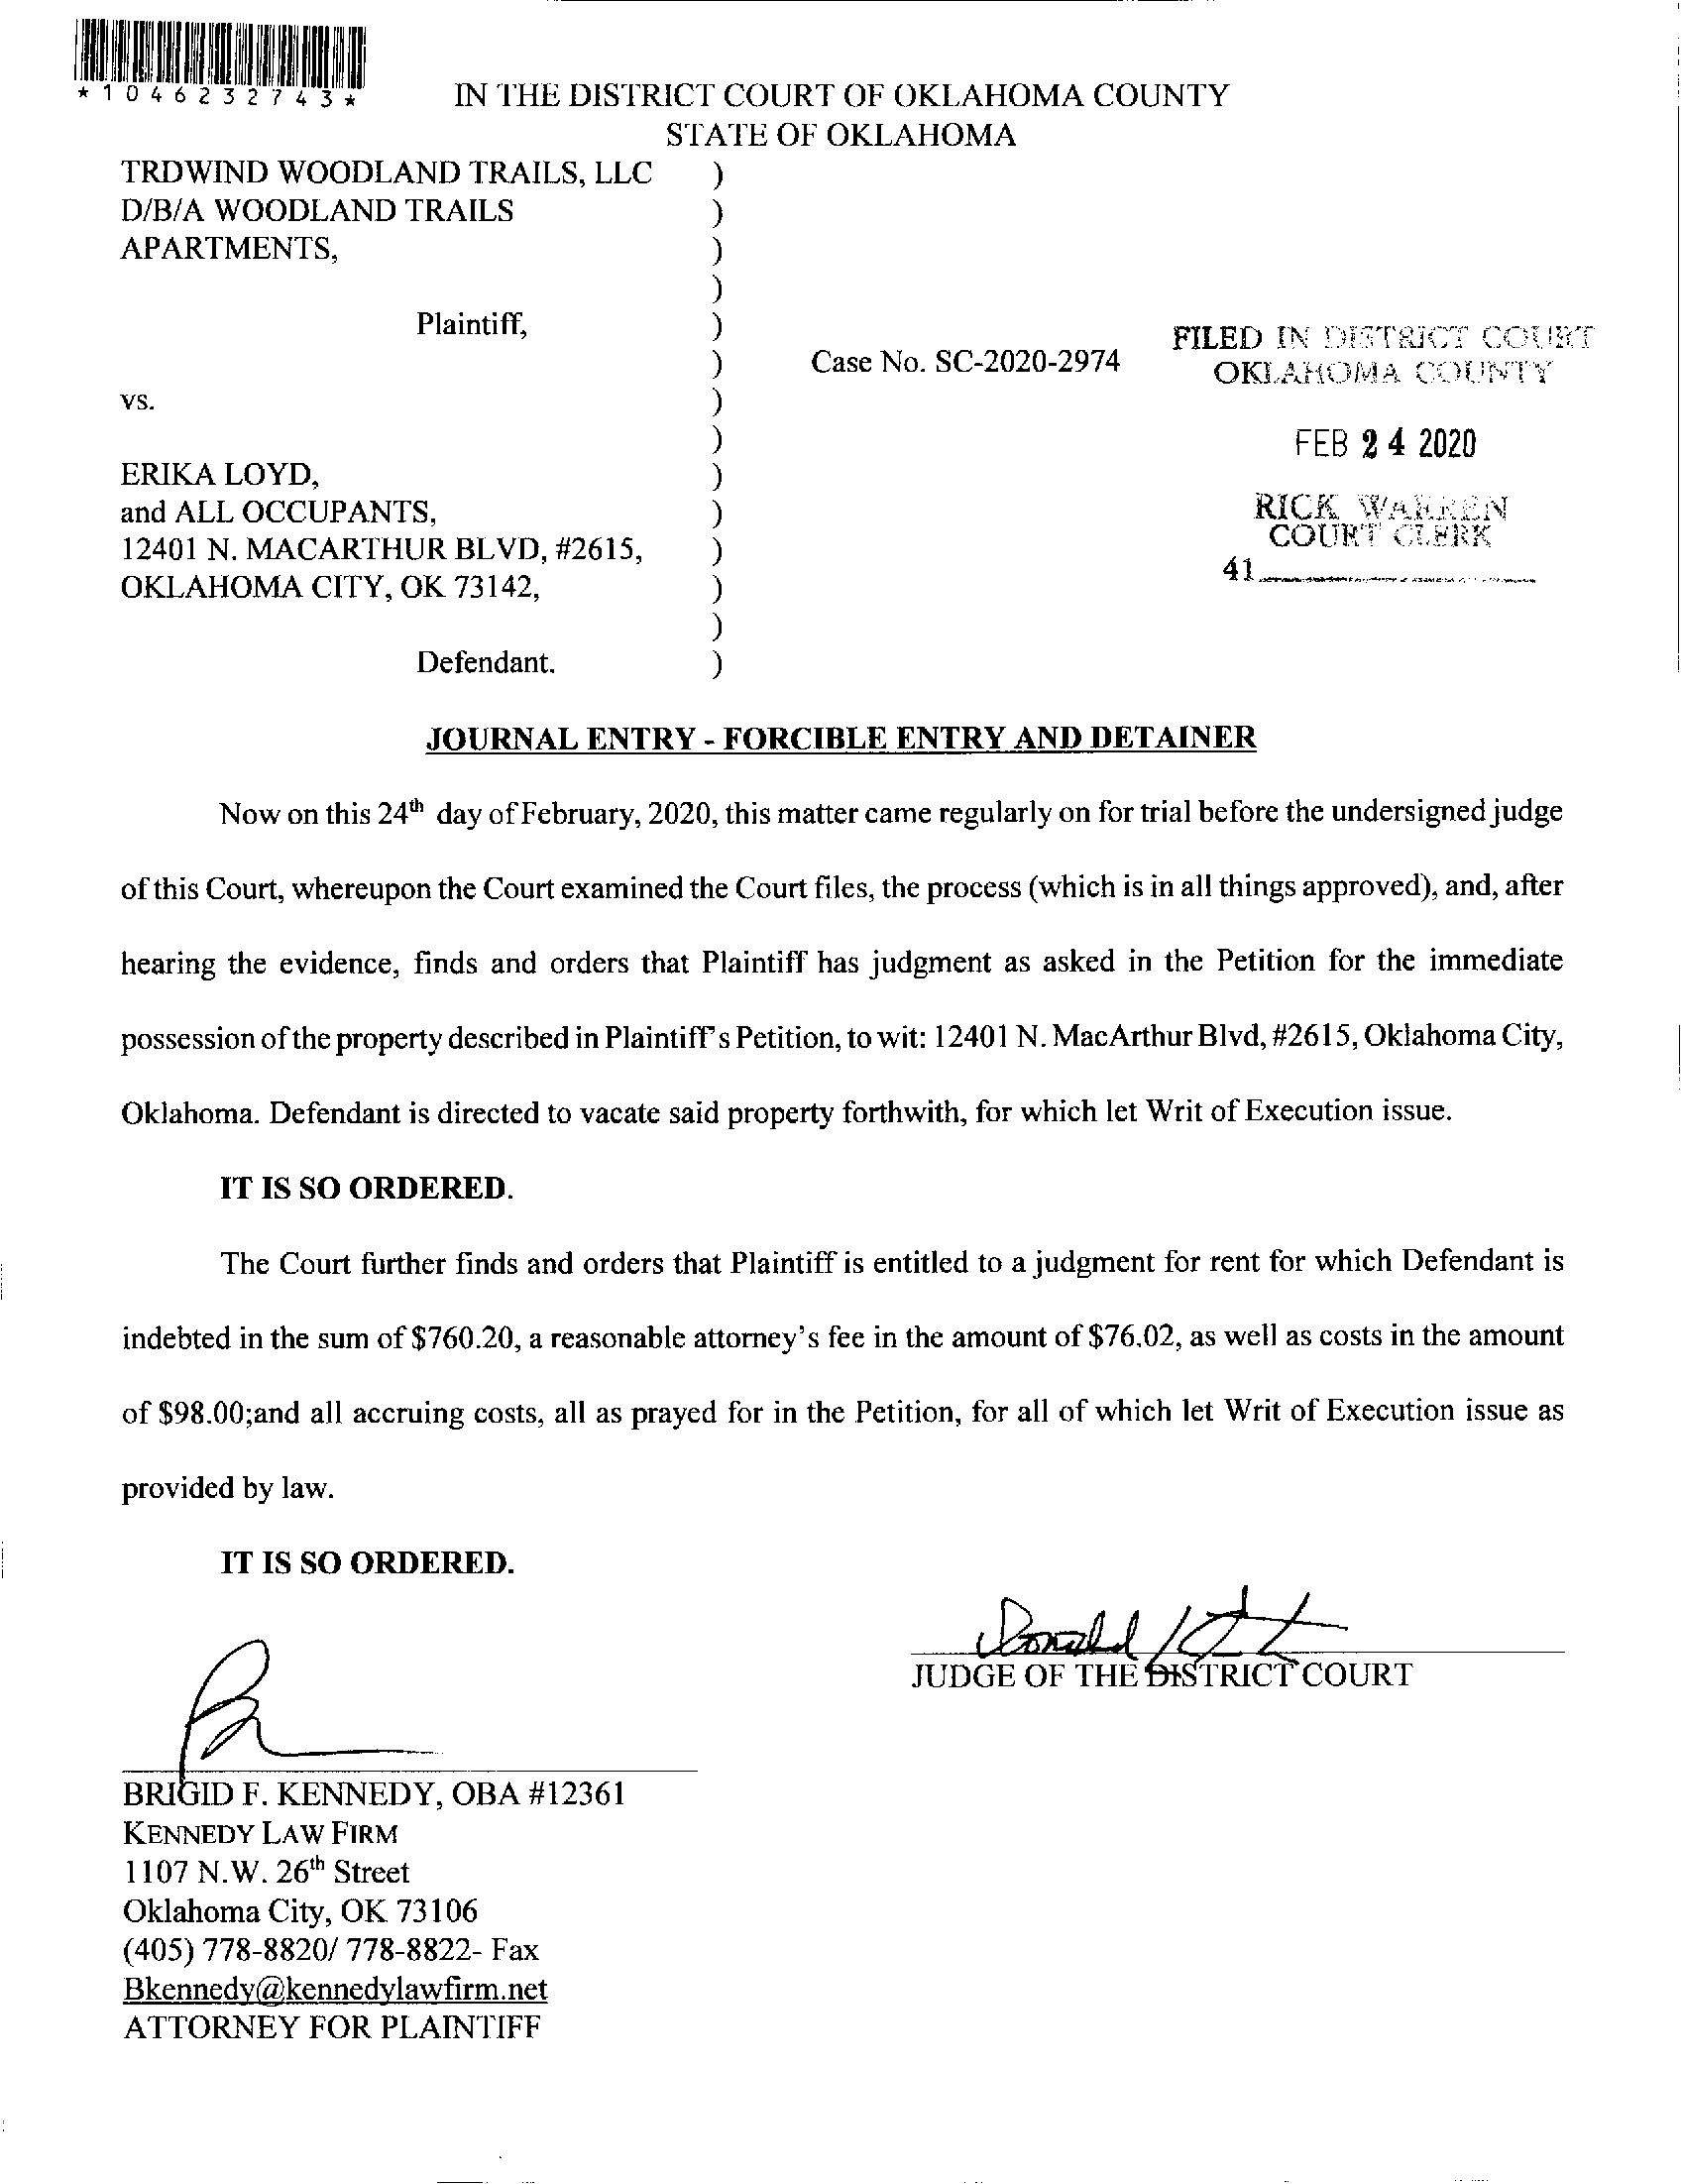 *1046232743*
IN THE DISTRICT COURT OF OKLAHOMA COUNTY
STATE OF OKLAHOMA
TRDWIND WOODLAND TRAILS, LLC )
D/B/A WOODLAND TRAILS )
APARTMENTS, )
)
Plaintiff, )
) Case No. SC-2020-2974
vs. )
)
ERIKA LOYD, )
and ALL OCCUPANTS, )
12401 N. MACARTHUR BLVD, #2615, )
OKLAHOMA CITY, OK 73142, )
)
Defendant. )
FILED IN DISTRICT COURT
OKLAHOMA COUNTY
FEB 24 2020
RICK WARREN
COURT CLERK
41
JOURNAL ENTRY - FORCIBLE ENTRY AND DETAINER
Now on this 24th day of February, 2020, this matter came regularly on for trial before the undersigned judge
of this Court, whereupon the Court examined the Court files, the process (which is in all things approved), and, after
hearing the evidence, finds and orders that Plaintiff has judgment as asked in the Petition for the immediate
possession of the property described in Plaintiff's Petition, to wit: 12401 N. MacArthur Blvd, #2615, Oklahoma City,
Oklahoma. Defendant is directed to vacate said property forthwith, for which let Writ of Execution issue.
IT IS SO ORDERED.
The Court further finds and orders that Plaintiff is entitled to a judgment for rent for which Defendant is
indebted in the sum of $760.20, a reasonable attorney's fee in the amount of $76.02, as well as costs in the amount
of $98.00;and all accruing costs, all as prayed for in the Petition, for all of which let Writ of Execution issue as
provided by law.
IT IS SO ORDERED.
Donald
JUDGE OF THE DISTRICT COURT
BRIGID F. KENNEDY, OBA #12361
KENNEDY LAW FIRM
1107 N.W. 26th Street
Oklahoma City, OK 73106
(405) 778-8820/ 778-8822- Fax
Bkennedy@kennedylawfirm.net
ATTORNEY FOR PLAINTIFF